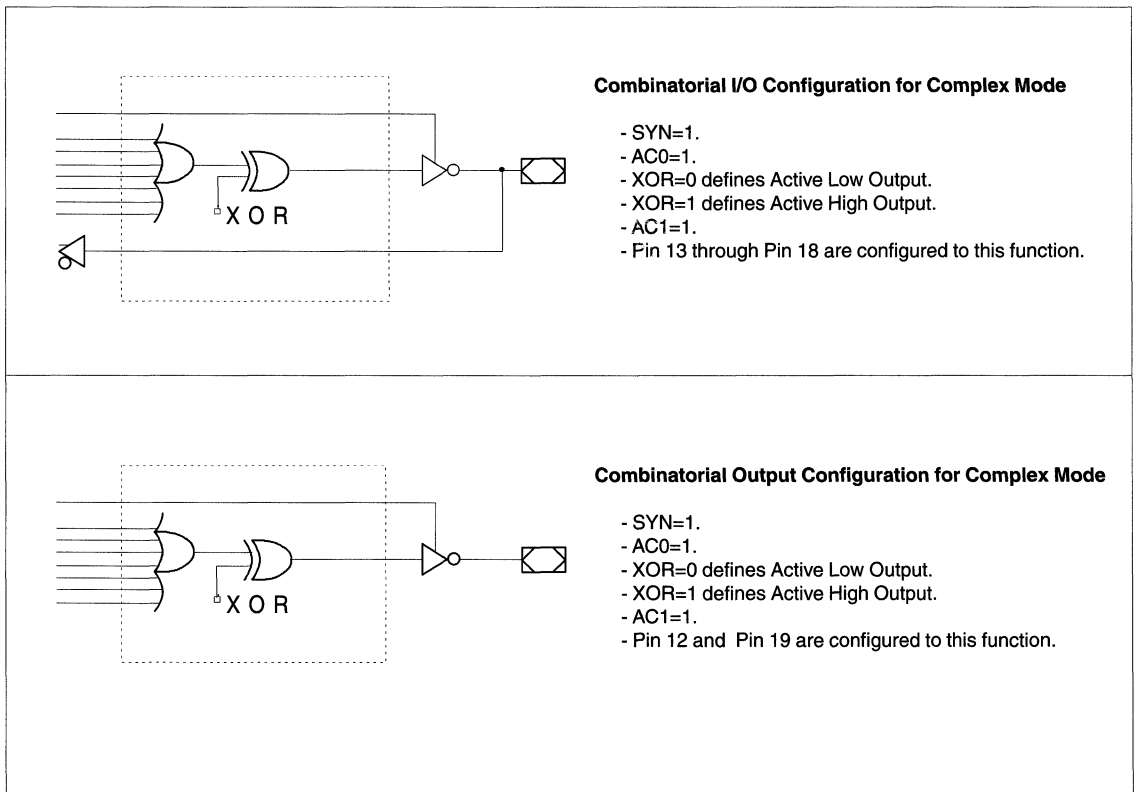 Combinatorial I/O Configuration for Complex Mode
- SYN=1.
- AC0=1.
- XOR=0 defines Active Low Output.
- XOR=1 defines Active High Output.
- AC1=1.
- Pin 13 through Pin 18 are configured to this function.
XOR
Combinatorial Output Configuration for Complex Mode
- SYN=1.
- AC0=1.
- XOR=0 defines Active Low Output.
- XOR=1 defines Active High Output.
- AC1=1.
- Pin 12 and Pin 19 are configured to this function.
XOR